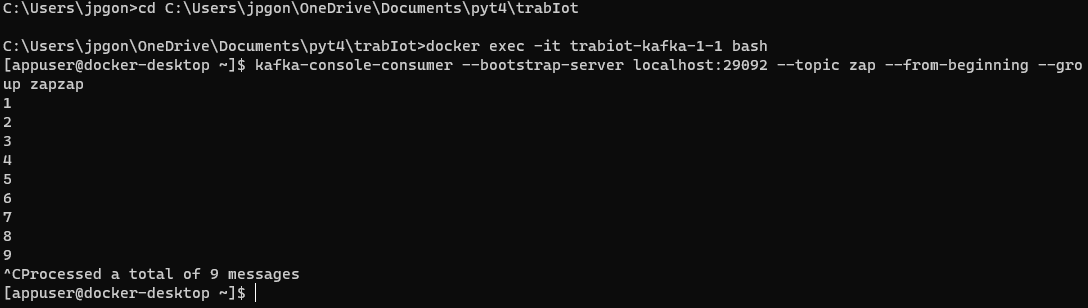 C:\Users\jpgon>cd C:\Users\jpgon\OneDrive\Documents\pyt4\trabIot
C:\Users\jpgon\OneDrive\Documents\pyt4\trabIot>docker exec -it trabiot-kafka-1-1 bash
[appuser@docker-desktop ~]$ kafka-console-consumer --bootstrap-server localhost:29092 --topic zap --from-beginning --gro
up zapzap
1
2
3
4
5
6
7
8
9
^CProcessed a total of 9 messages
[appuser@docker-desktop ~]$